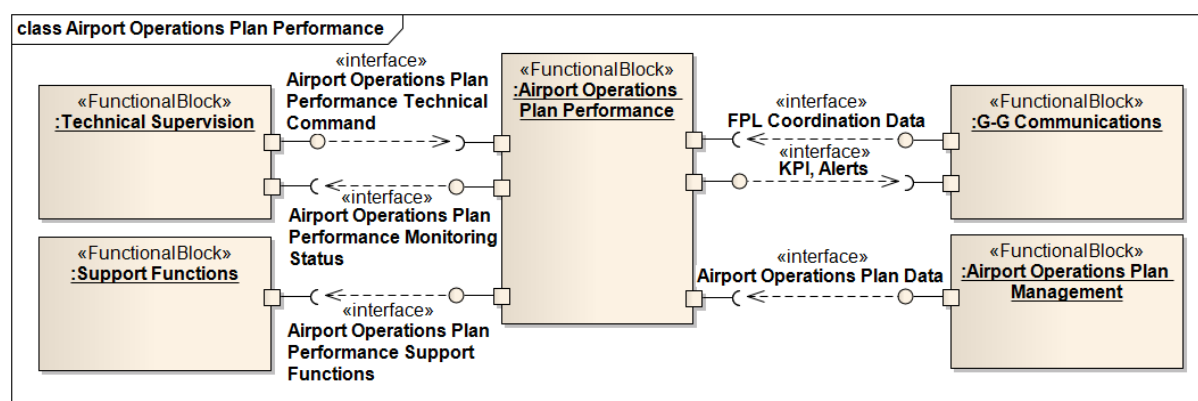 class Airport Operations Plan Performance
«FunctionalBlock»
:Technical Supervision
«interface»
Airport Operations Plan
Performance Technical
Command
«interface»
Airport Operations Plan
Performance Monitoring
Status
«FunctionalBlock»
:Support Functions
«interface»
Airport Operations Plan
Performance Support
Functions
«FunctionalBlock»
:Airport Operations
Plan Performance
«interface»
FPL Coordination Data
«interface»
KPI, Alerts
«FunctionalBlock»
:G-G Communications
«interface»
Airport Operations Plan Data
«FunctionalBlock»
:Airport Operations Plan
Management